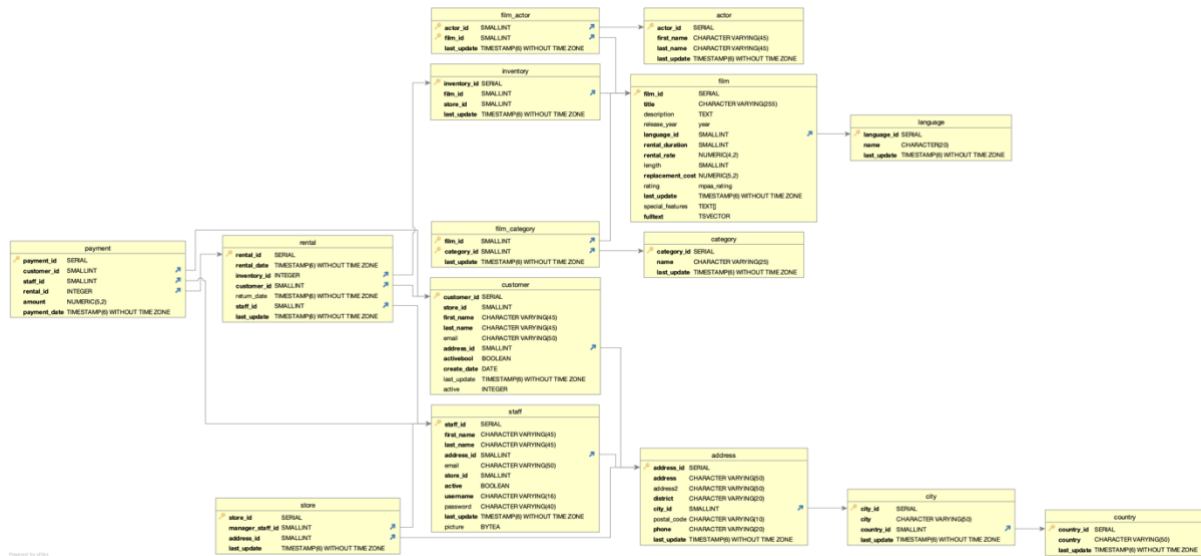 film_actor
actor_id SMALLINT
film_id SMALLINT
last_update TIMESTAMP(6) WITHOUT TIME ZONE
actor
actor_id SERIAL
first_name CHARACTER VARYING(45)
last_name CHARACTER VARYING(45)
last_update TIMESTAMP(6) WITHOUT TIME ZONE
inventory
inventory_id SERIAL
film_id SMALLINT
store_id SMALLINT
last_update TIMESTAMP(6) WITHOUT TIME ZONE
film
film_id SERIAL
title CHARACTER VARYING(255)
description TEXT
release_year year
language_id SMALLINT
rental_duration SMALLINT
rental_rate NUMERIC(4,2)
length SMALLINT
replacement_cost NUMERIC(5,2)
rating mpaa_rating
last_update TIMESTAMP(6) WITHOUT TIME ZONE
special_features TEXT[]
fulltext TSVECTOR
language
language_id SERIAL
name CHARACTER(20)
last_update TIMESTAMP(6) WITHOUT TIME ZONE
film_category
film_id SMALLINT
category_id SMALLINT
last_update TIMESTAMP(6) WITHOUT TIME ZONE
category
category_id SERIAL
name CHARACTER VARYING(25)
last_update TIMESTAMP(6) WITHOUT TIME ZONE
payment
payment_id SERIAL
customer_id SMALLINT
staff_id SMALLINT
rental_id INTEGER
amount NUMERIC(5,2)
payment_date TIMESTAMP(6) WITHOUT TIME ZONE
rental
rental_id SERIAL
rental_date TIMESTAMP(6) WITHOUT TIME ZONE
inventory_id INTEGER
customer_id SMALLINT
return_date TIMESTAMP(6) WITHOUT TIME ZONE
staff_id SMALLINT
last_update TIMESTAMP(6) WITHOUT TIME ZONE
customer
customer_id SERIAL
store_id SMALLINT
first_name CHARACTER VARYING(45)
last_name CHARACTER VARYING(45)
email CHARACTER VARYING(50)
address_id SMALLINT
activebool BOOLEAN
create_date DATE
last_update TIMESTAMP(6) WITHOUT TIME ZONE
active INTEGER
staff
staff_id SERIAL
first_name CHARACTER VARYING(45)
last_name CHARACTER VARYING(45)
address_id SMALLINT
email CHARACTER VARYING(50)
store_id SMALLINT
active BOOLEAN
username CHARACTER VARYING(16)
password CHARACTER VARYING(40)
last_update TIMESTAMP(6) WITHOUT TIME ZONE
picture BYTEA
store
store_id SERIAL
manager_staff_id SMALLINT
address_id SMALLINT
last_update TIMESTAMP(6) WITHOUT TIME ZONE
address
address_id SERIAL
address CHARACTER VARYING(50)
address2 CHARACTER VARYING(50)
district CHARACTER VARYING(20)
city_id SMALLINT
postal_code CHARACTER VARYING(10)
phone CHARACTER VARYING(20)
last_update TIMESTAMP(6) WITHOUT TIME ZONE
city
city_id SERIAL
city CHARACTER VARYING(50)
country_id SMALLINT
last_update TIMESTAMP(6) WITHOUT TIME ZONE
country
country_id SERIAL
country CHARACTER VARYING(50)
last_update TIMESTAMP(6) WITHOUT TIME ZONE